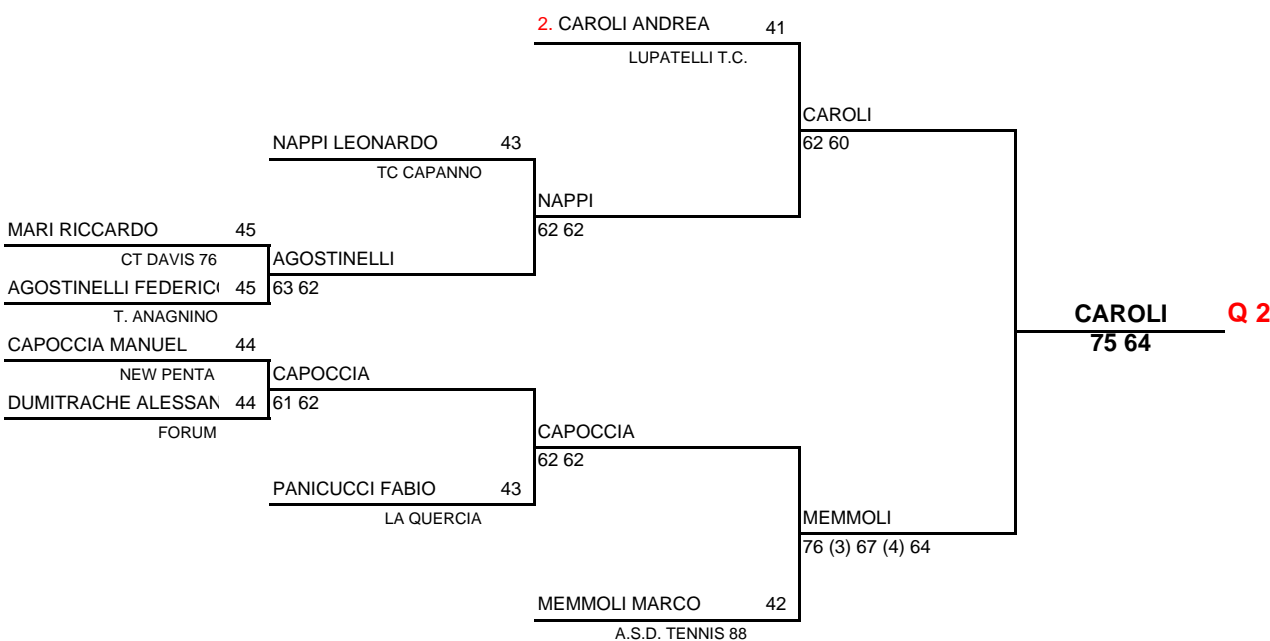 2. CAROLI ANDREA 41
LUPATELLI T.C.
CAROLI
NAPPI LEONARDO 43
62 60
TC CAPANNO
NAPPI
MARI RICCARDO 45
62 62
CT DAVIS 76
AGOSTINELLI
AGOSTINELLI FEDERIC 45
63 62
T. ANAGNINO
CAROLI Q 2
CAPOCCIA MANUEL 44
75 64
NEW PENTA
CAPOCCIA
DUMITRACHE ALESSAN 44
61 62
FORUM
CAPOCCIA
62 62
PANICUCCI FABIO 43
LA QUERCIA
MEMMOLI
76 (3) 67 (4) 64
MEMMOLI MARCO 42
A.S.D. TENNIS 88